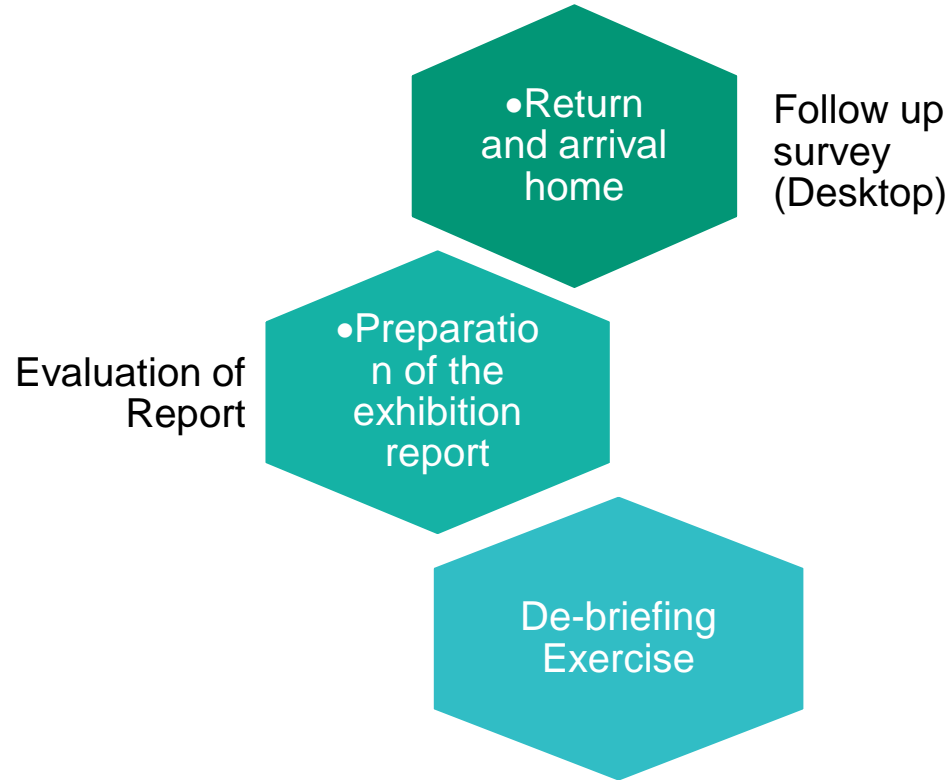 •Return
and arrival
home
Follow up
survey
(Desktop)
Evaluation of
Report
•Preparatio
n of the
exhibition
report
De-briefing
Exercise